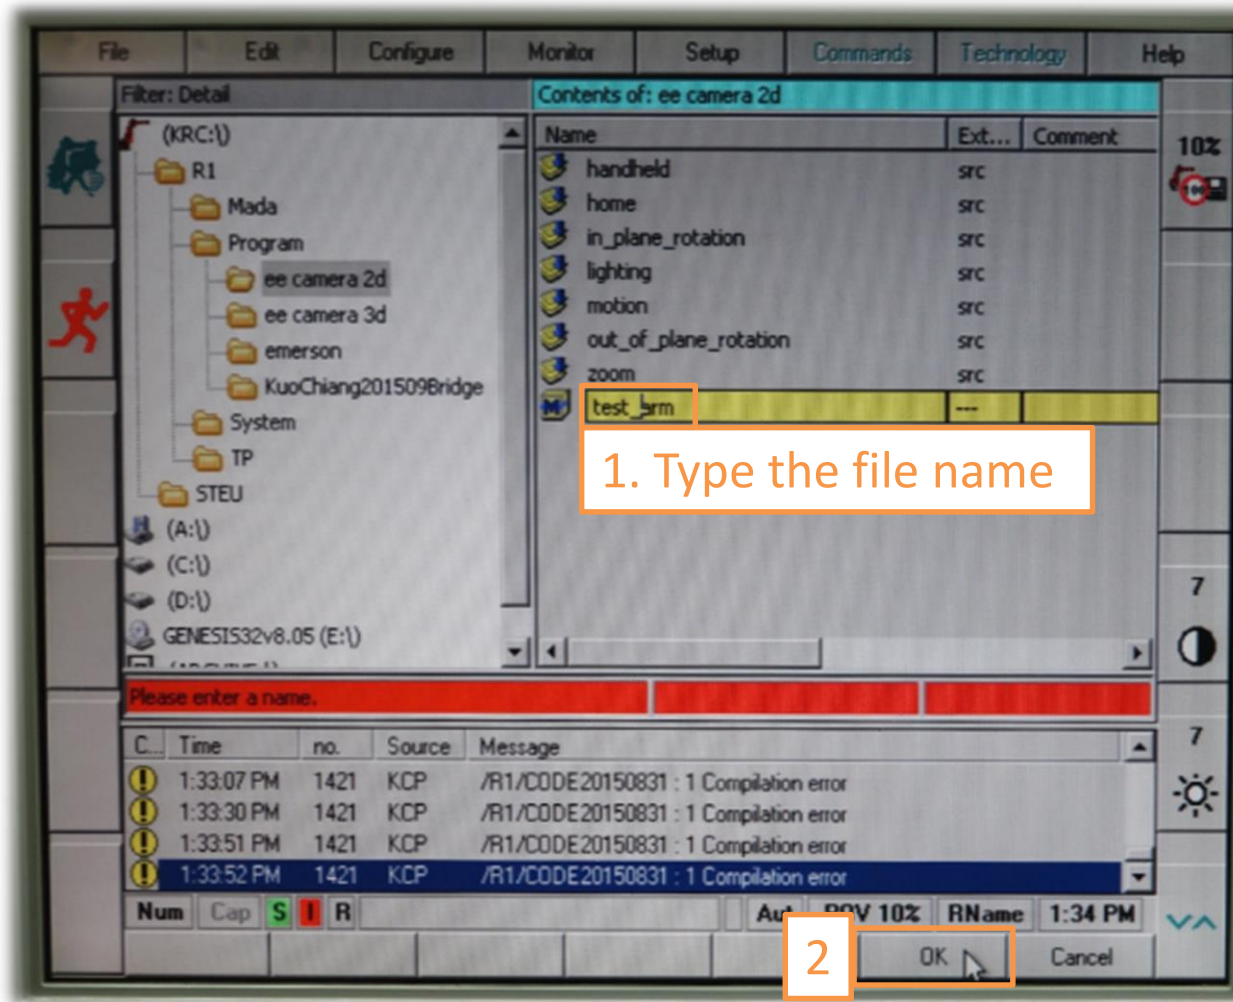 File Edit Configure Monitor Setup Commands Technology Help
Filter: Detail
Contents of: ee camera 2d
(KRC:\)
R1
Mada
Program
ee camera 2d
ee camera 3d
emerson
KuoChiang201509Bridge
System
TP
STEU
(A:\)
(C:\)
(D:\)
GENESIS32v8.05 (E:\)
Name Ext... Comment
handheld src
home src
in_plane_rotation src
lighting src
motion src
out_of_plane_rotation src
zoom src
test_arm ---
1. Type the file name
10%
7
7
Please enter a name.
C... Time no. Source Message
1:33:07 PM 1421 KCP /R1/CODE20150831 : 1 Compilation error
1:33:30 PM 1421 KCP /R1/CODE20150831 : 1 Compilation error
1:33:51 PM 1421 KCP /R1/CODE20150831 : 1 Compilation error
1:33:52 PM 1421 KCP /R1/CODE20150831 : 1 Compilation error
Num Cap S I R 10% RName 1:34 PM
2 OK Cancel